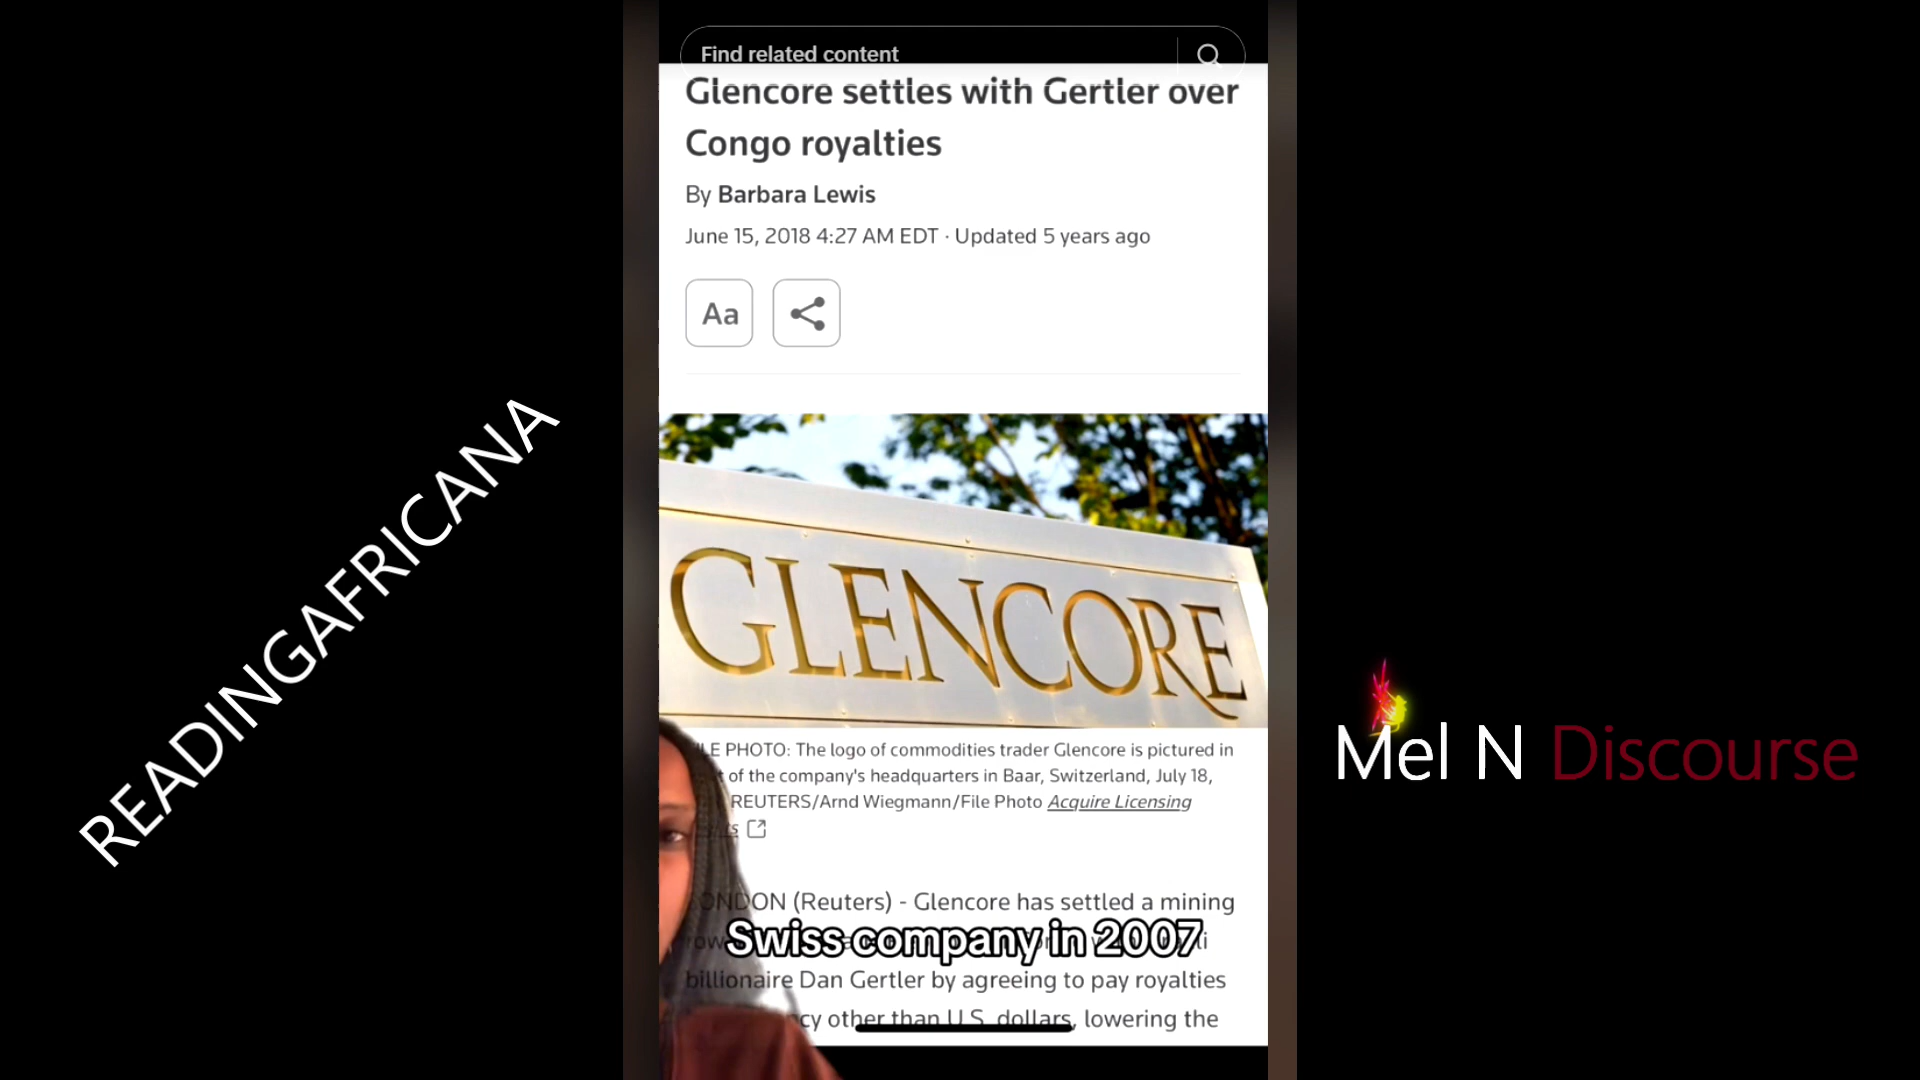 Find related content
Glencore settles with Gertler over
Congo royalties
By Barbara Lewis
June 15, 2018 4:27 AM EDT · Updated 5 years ago
Aa
GLENCORE
PHOTO: The logo of commodities trader Glencore is pictured in
of the company's headquarters in Baar, Switzerland, July 18,
REUTERS/Arnd Wiegmann/File Photo Acquire Licensing
(Reuters) - Glencore has settled a mining
Swiss company in 2007
billionaire Dan Gertler by agreeing to pay royalties
other than U.S. dollars, lowering the
READINGAFRICANA
Mel N Discourse